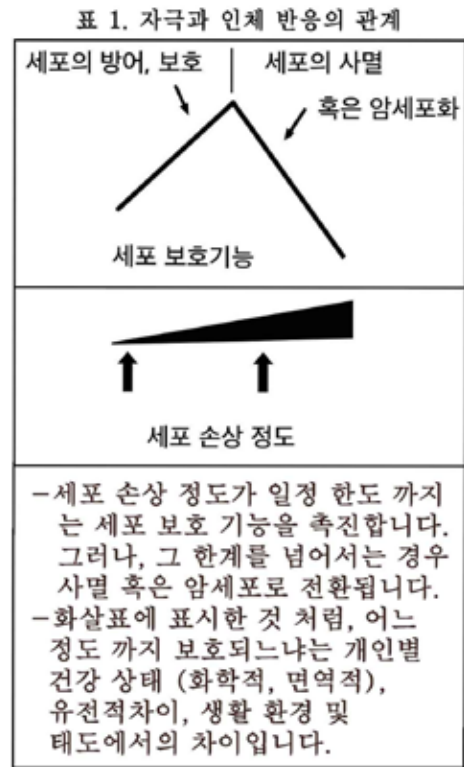 표 1. 자극과 인체 반응의 관계
세포의 방어, 보호 세포의 사멸
혹은 암세포화
세포 보호기능
세포 손상 정도
-세포 손상 정도가 일정 한도 까지
는 세포 보호 기능을 촉진합니다.
그러나, 그 한계를 넘어서는 경우
사멸 혹은 암세포로 전환됩니다.
-화살표에 표시한 것 처럼, 어느
정도 까지 보호되느냐는 개인별
건강 상태 (화학적, 면역적),
유전적차이, 생활 환경 및
태도에서의 차이입니다.